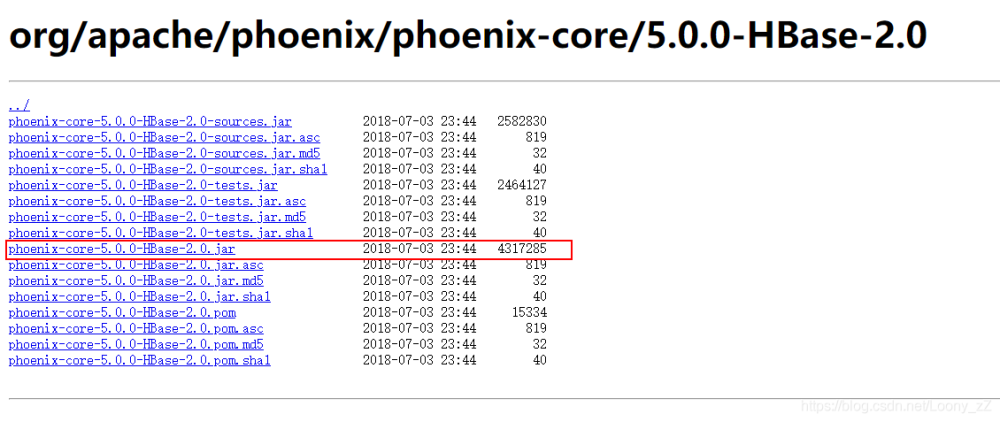 org/apache/phoenix/phoenix-core/5.0.0-HBase-2.0
../
phoenix-core-5.0.0-HBase-2.0-sources.jar 2018-07-03 23:44 2582830
phoenix-core-5.0.0-HBase-2.0-sources.jar.asc 2018-07-03 23:44 819
phoenix-core-5.0.0-HBase-2.0-sources.jar.md5 2018-07-03 23:44 32
phoenix-core-5.0.0-HBase-2.0-sources.jar.sha1 2018-07-03 23:44 40
phoenix-core-5.0.0-HBase-2.0-tests.jar 2018-07-03 23:44 2464127
phoenix-core-5.0.0-HBase-2.0-tests.jar.asc 2018-07-03 23:44 819
phoenix-core-5.0.0-HBase-2.0-tests.jar.md5 2018-07-03 23:44 32
phoenix-core-5.0.0-HBase-2.0-tests.jar.sha1 2018-07-03 23:44 40
phoenix-core-5.0.0-HBase-2.0.jar 2018-07-03 23:44 4317285
phoenix-core-5.0.0-HBase-2.0.jar.asc 2018-07-03 23:44 819
phoenix-core-5.0.0-HBase-2.0.jar.md5 2018-07-03 23:44 32
phoenix-core-5.0.0-HBase-2.0.jar.sha1 2018-07-03 23:44 40
phoenix-core-5.0.0-HBase-2.0.pom 2018-07-03 23:44 15334
phoenix-core-5.0.0-HBase-2.0.pom.asc 2018-07-03 23:44 819
phoenix-core-5.0.0-HBase-2.0.pom.md5 2018-07-03 23:44 32
phoenix-core-5.0.0-HBase-2.0.pom.sha1 2018-07-03 23:44 40
https://blog.csdn.net/Loony_zZ